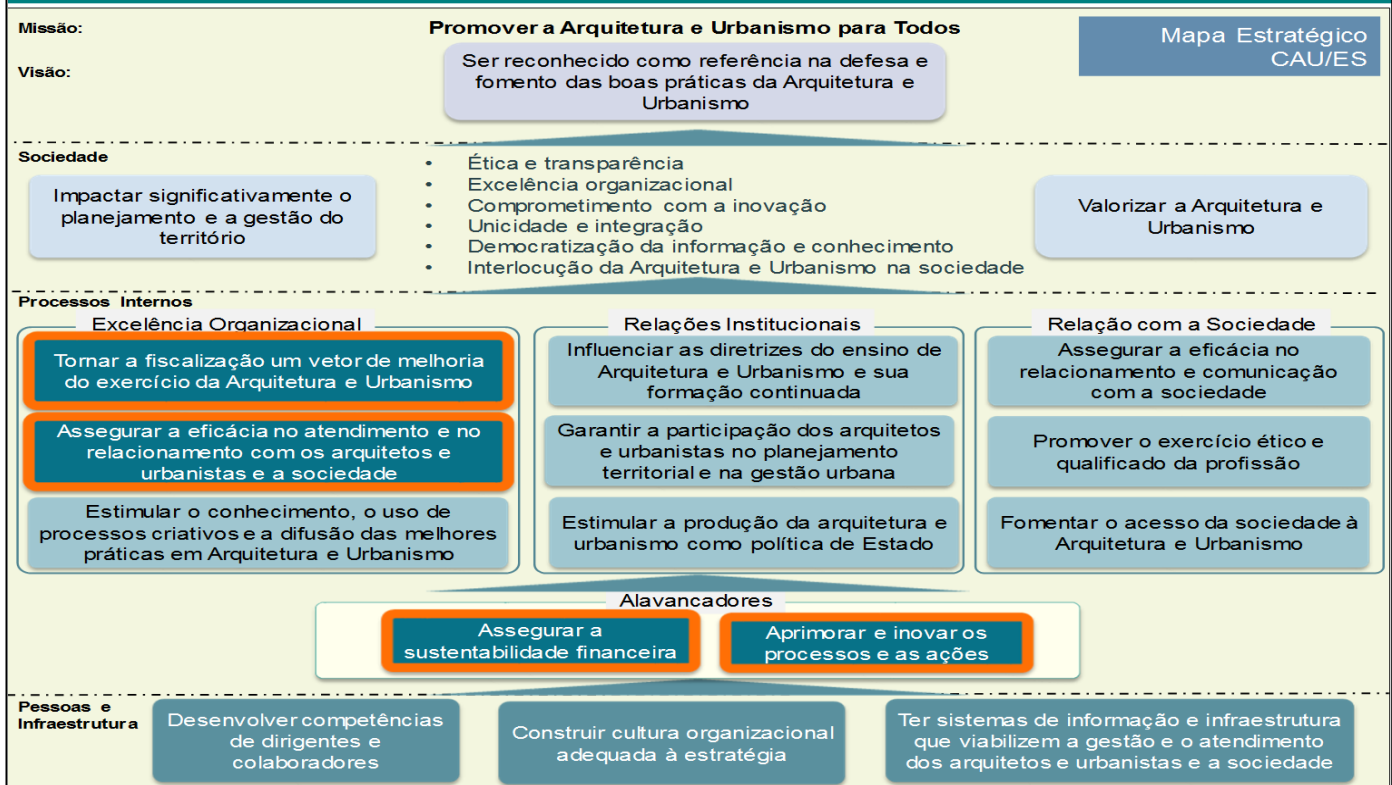 Missão:
Promover a Arquitetura e Urbanismo para Todos
Mapa Estratégico
CAU/ES
Visão:
Ser reconhecido como referência na defesa e
fomento das boas práticas da Arquitetura e
Urbanismo
Sociedade
Impactar significativamente o
planejamento e a gestão do
território
• Ética e transparência
• Excelência organizacional
• Comprometimento com a inovação
• Unicidade e integração
• Democratização da informação e conhecimento
• Interlocução da Arquitetura e Urbanismo na sociedade
Valorizar a Arquitetura e
Urbanismo
Processos Internos
Excelência Organizacional
Tornar a fiscalização um vetor de melhoria
do exercício da Arquitetura e Urbanismo
Assegurar a eficácia no atendimento e no
relacionamento com os arquitetos e
urbanistas e a sociedade
Estimular o conhecimento, o uso de
processos criativos e a difusão das melhores
práticas em Arquitetura e Urbanismo
Relações Institucionais
Influenciar as diretrizes do ensino de
Arquitetura e Urbanismo e sua
formação continuada
Garantir a participação dos arquitetos
e urbanistas no planejamento
territorial e na gestão urbana
Estimular a produção da arquitetura e
urbanismo como política de Estado
Relação com a Sociedade
Assegurar a eficácia no
relacionamento e comunicação
com a sociedade
Promover o exercício ético e
qualificado da profissão
Fomentar o acesso da sociedade à
Arquitetura e Urbanismo
Alavancadores
Assegurar a
sustentabilidade financeira
Aprimorar e inovar os
processos e as ações
Pessoas e
Infraestrutura
Desenvolver competências
de dirigentes e
colaboradores
Construir cultura organizacional
adequada à estratégia
Ter sistemas de informação e infraestrutura
que viabilizem a gestão e o atendimento
dos arquitetos e urbanistas e a sociedade